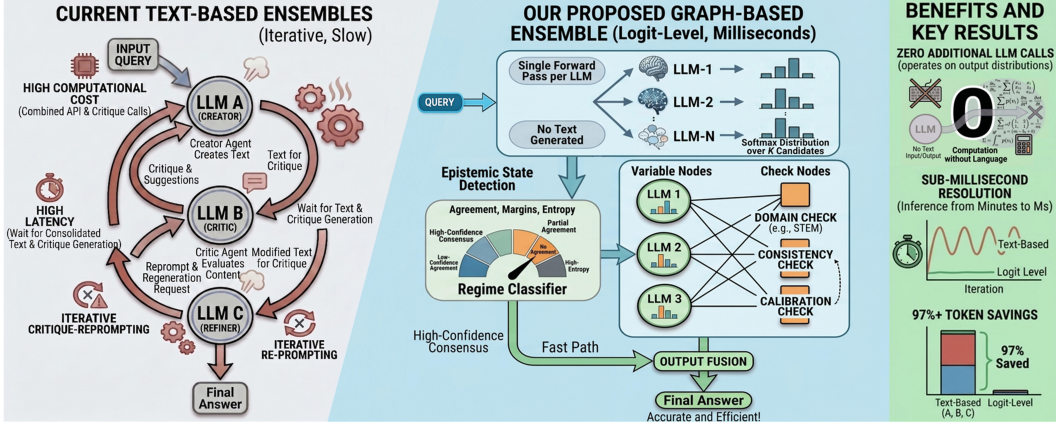 CURRENT TEXT-BASED ENSEMBLES
(Iterative, Slow)
INPUT
QUERY
HIGH COMPUTATIONAL
COST
(Combined API & Critique Calls)
LLM A
(CREATOR)
Creator Agent
Creates Text
Critique &
Suggestions
Text for
Critique
HIGH
LATENCY
(Wait for Consolidated
Text & Critique Generation)
LLM B
(CRITIC)
Wait for Text &
Critique Generation
Critic Agent
Evaluates
Content
Modified Text
for Critique
Reprompt &
Regeneration
Request
ITERATIVE
CRITIQUE-REPROMPTING
LLM C
(REFINER)
ITERATIVE
RE-PROMPTING
Final
Answer
OUR PROPOSED GRAPH-BASED
ENSEMBLE (Logit-Level, Milliseconds)
QUERY
Single Forward
Pass per LLM
No Text
Generated
LLM-1
LLM-2
LLM-N
Softmax Distribution
over K Candidates
Epistemic State
Detection
Agreement, Margins, Entropy
High-Confidence
Consensus
Partial
Agreement
Low-
Confidence
Agreement
No
Agreement
High-
Entropy
Regime Classifier
Variable Nodes
Check Nodes
LLM 1
LLM 2
LLM 3
DOMAIN CHECK
(e.g., STEM)
CONSISTENCY
CHECK
CALIBRATION
CHECK
High-Confidence
Consensus
Fast Path
OUTPUT FUSION
Final Answer
Accurate and Efficient!
BENEFITS AND
KEY RESULTS
ZERO ADDITIONAL LLM CALLS
(operates on output distributions)
LLM
0
No Text
Input/Output
Computation
without Language
SUB-MILLISECOND
RESOLUTION
(Inference from Minutes to Ms)
Text-Based
Logit Level
Iteration
97%+ TOKEN SAVINGS
97%
Saved
Text-Based
(A, B, C)
Logit-Level